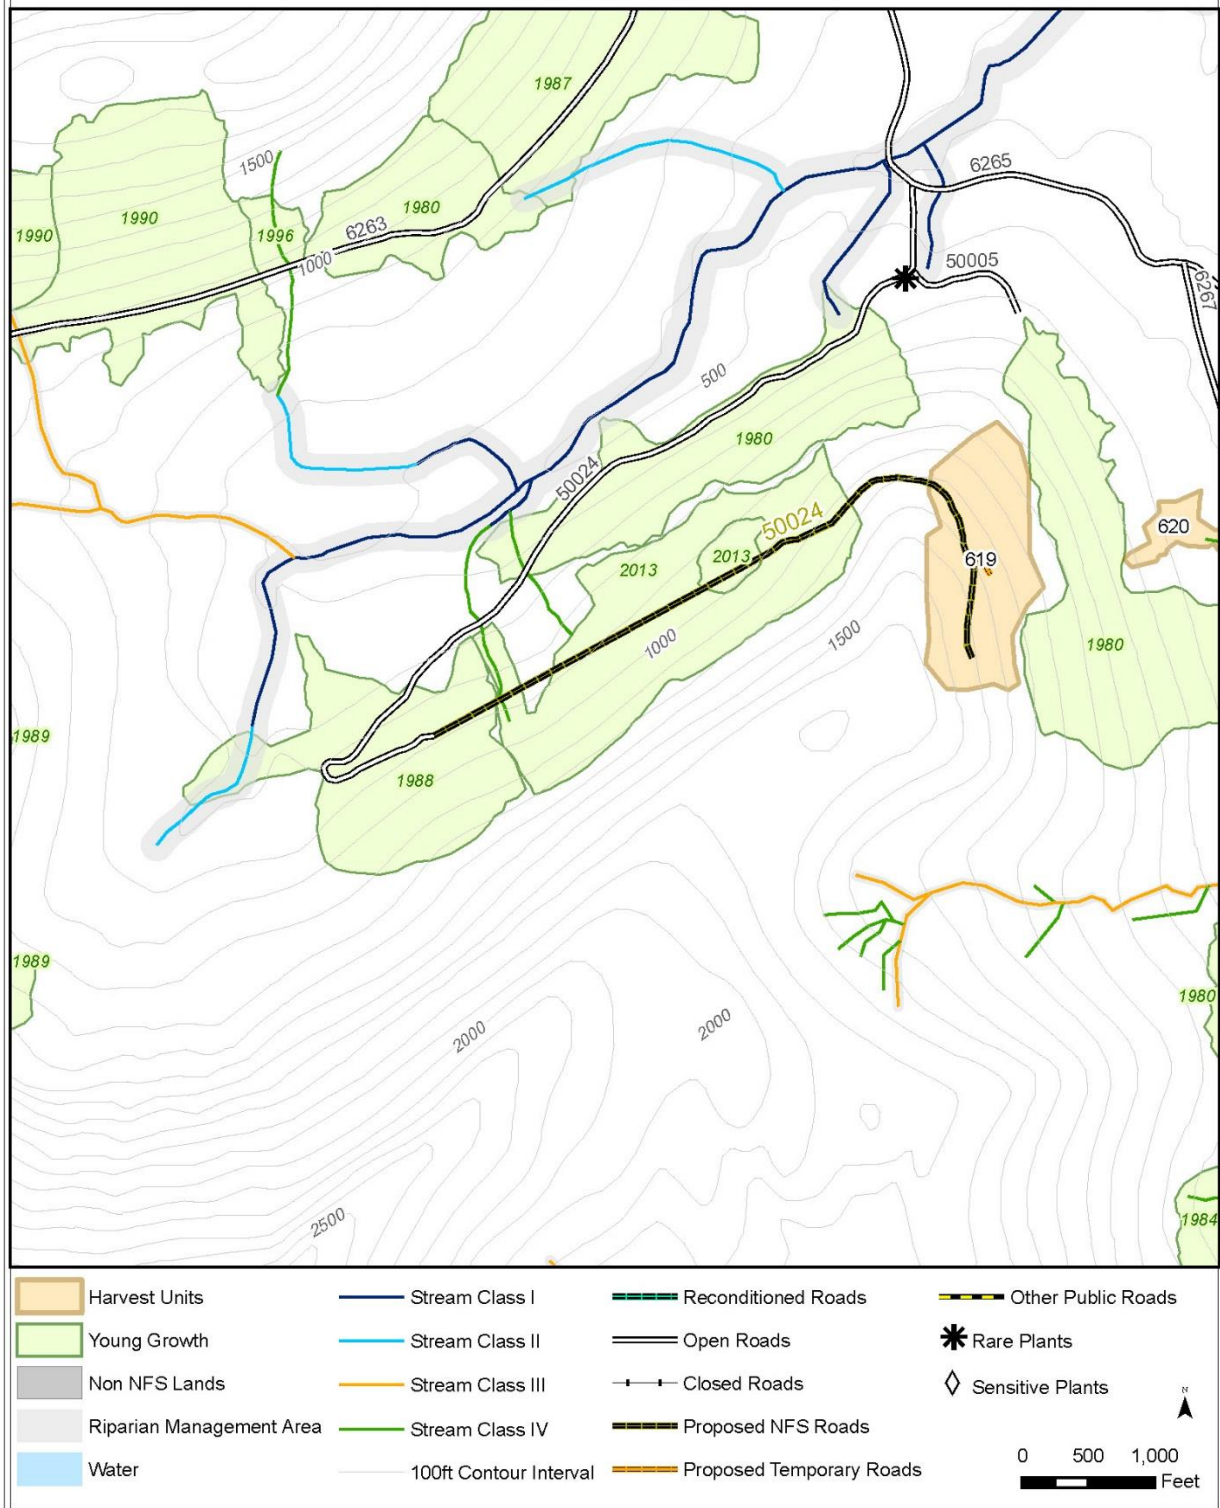 1987
1500
1990
1980
6265
1990
1996
6263
1000
50005
6267
500
1980
50024
50024
620
2013
2013
619
1000
1500
1980
1989
1988
1989
1980
2000
2000
2500
1984
Harvest Units
Young Growth
Non NFS Lands
Riparian Management Area
Water
Stream Class I
Stream Class II
Stream Class III
Stream Class IV
100ft Contour Interval
Reconditioned Roads
Open Roads
Closed Roads
Proposed NFS Roads
Proposed Temporary Roads
Other Public Roads
Rare Plants
Sensitive Plants
N
0 500 1,000
Feet